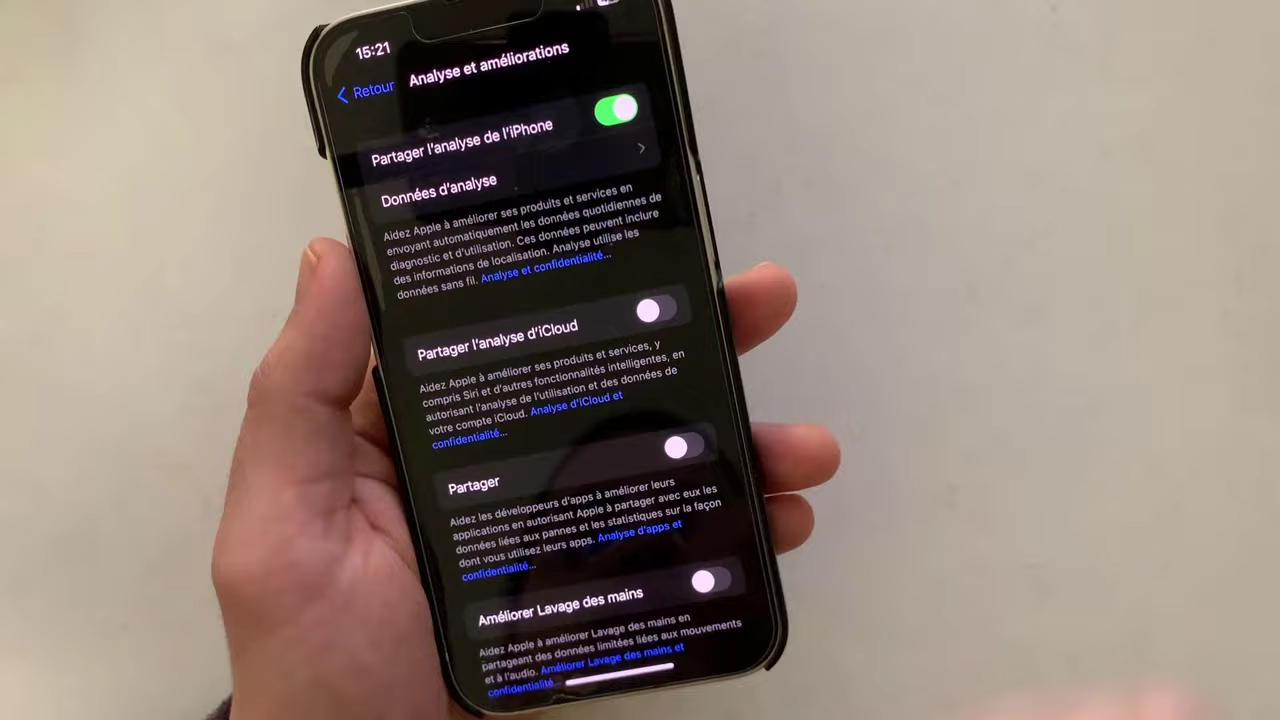 15:21
Retour
Analyse et améliorations
Partager l'analyse de l'iPhone
Données d'analyse
Aidez Apple à améliorer ses produits et services en
envoyant automatiquement les données quotidiennes de
diagnostic et d'utilisation. Ces données peuvent inclure
des informations de localisation. Analyse utilise les
données sans fil. Analyse et confidentialité...
Partager l'analyse d'iCloud
Aidez Apple à améliorer ses produits et services, y
compris Siri et d'autres fonctionnalités intelligentes, en
autorisant l'analyse de l'utilisation et des données de
votre compte iCloud. Analyse d'iCloud et
confidentialité...
Partager
Aidez les développeurs d'apps à améliorer leurs
applications en autorisant Apple à partager avec eux les
données liées aux pannes et les statistiques sur la façon
dont vous utilisez leurs apps. Analyse d'apps et
confidentialité...
Améliorer Lavage des mains
Aidez Apple à améliorer Lavage des mains en
partageant des données limitées liées aux mouvements
et à l'audio. Améliorer Lavage des mains et
confidentialité...